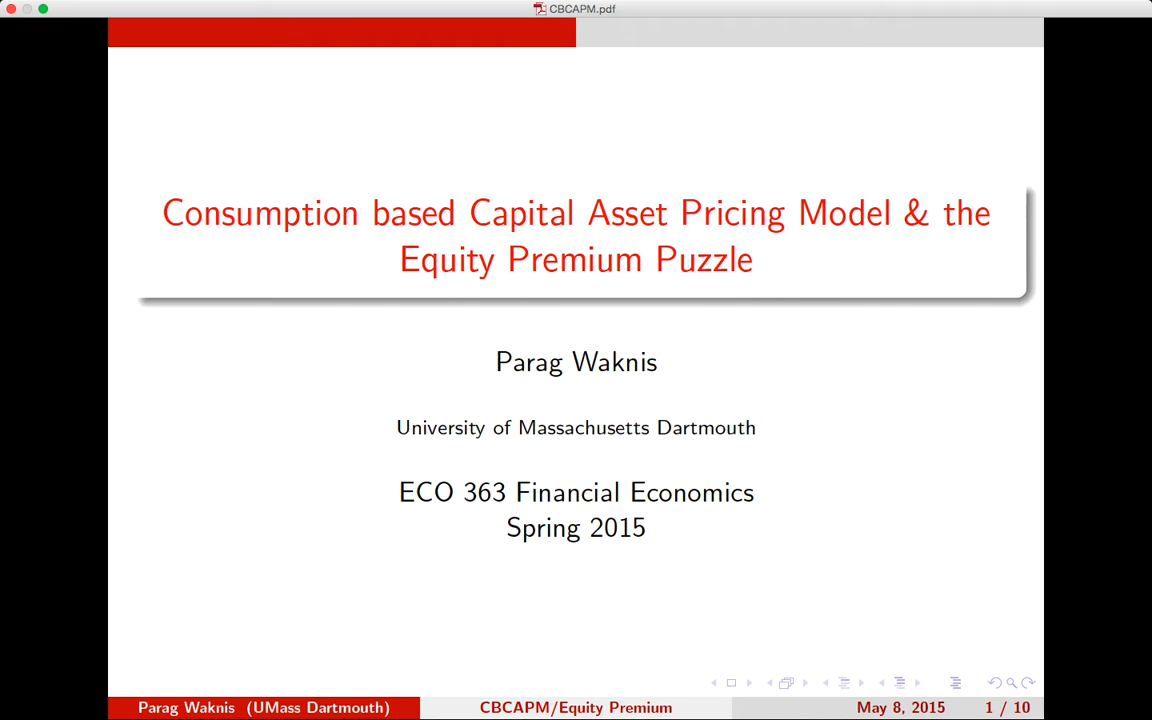 CBCAPM.pdf
Consumption based Capital Asset Pricing Model & the
Equity Premium Puzzle
Parag Waknis
University of Massachusetts Dartmouth
ECO 363 Financial Economics
Spring 2015
Parag Waknis (UMass Dartmouth) CBCAPM/Equity Premium May 8, 2015 1 / 10